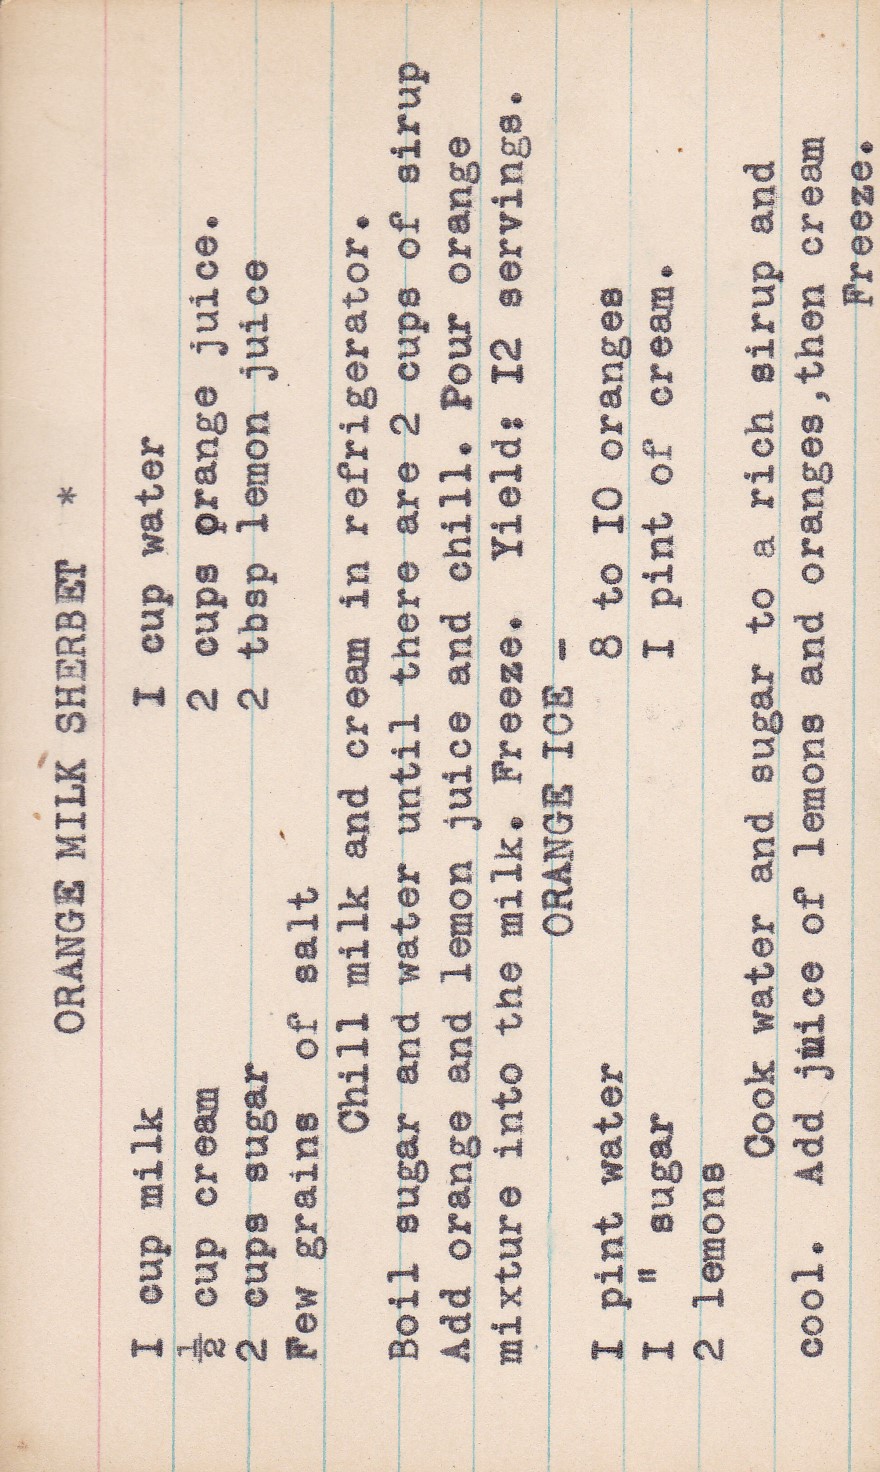 ORANGE MILK SHERBET *
I cup milk I cup water
½ cup cream 2 cups orange juice.
2 cups sugar 2 tbsp lemon juice
Few grains of salt
Chill milk and cream in refrigerator.
Boil sugar and water until there are 2 cups of sirup
Add orange and lemon juice and chill. Pour orange
mixture into the milk. Freeze. Yield: I2 servings.
ORANGE ICE -
I pint water 8 to IO oranges
I " sugar I pint of cream.
2 lemons
Cook water and sugar to a rich sirup and
cool. Add juice of lemons and oranges,then cream
Freeze.